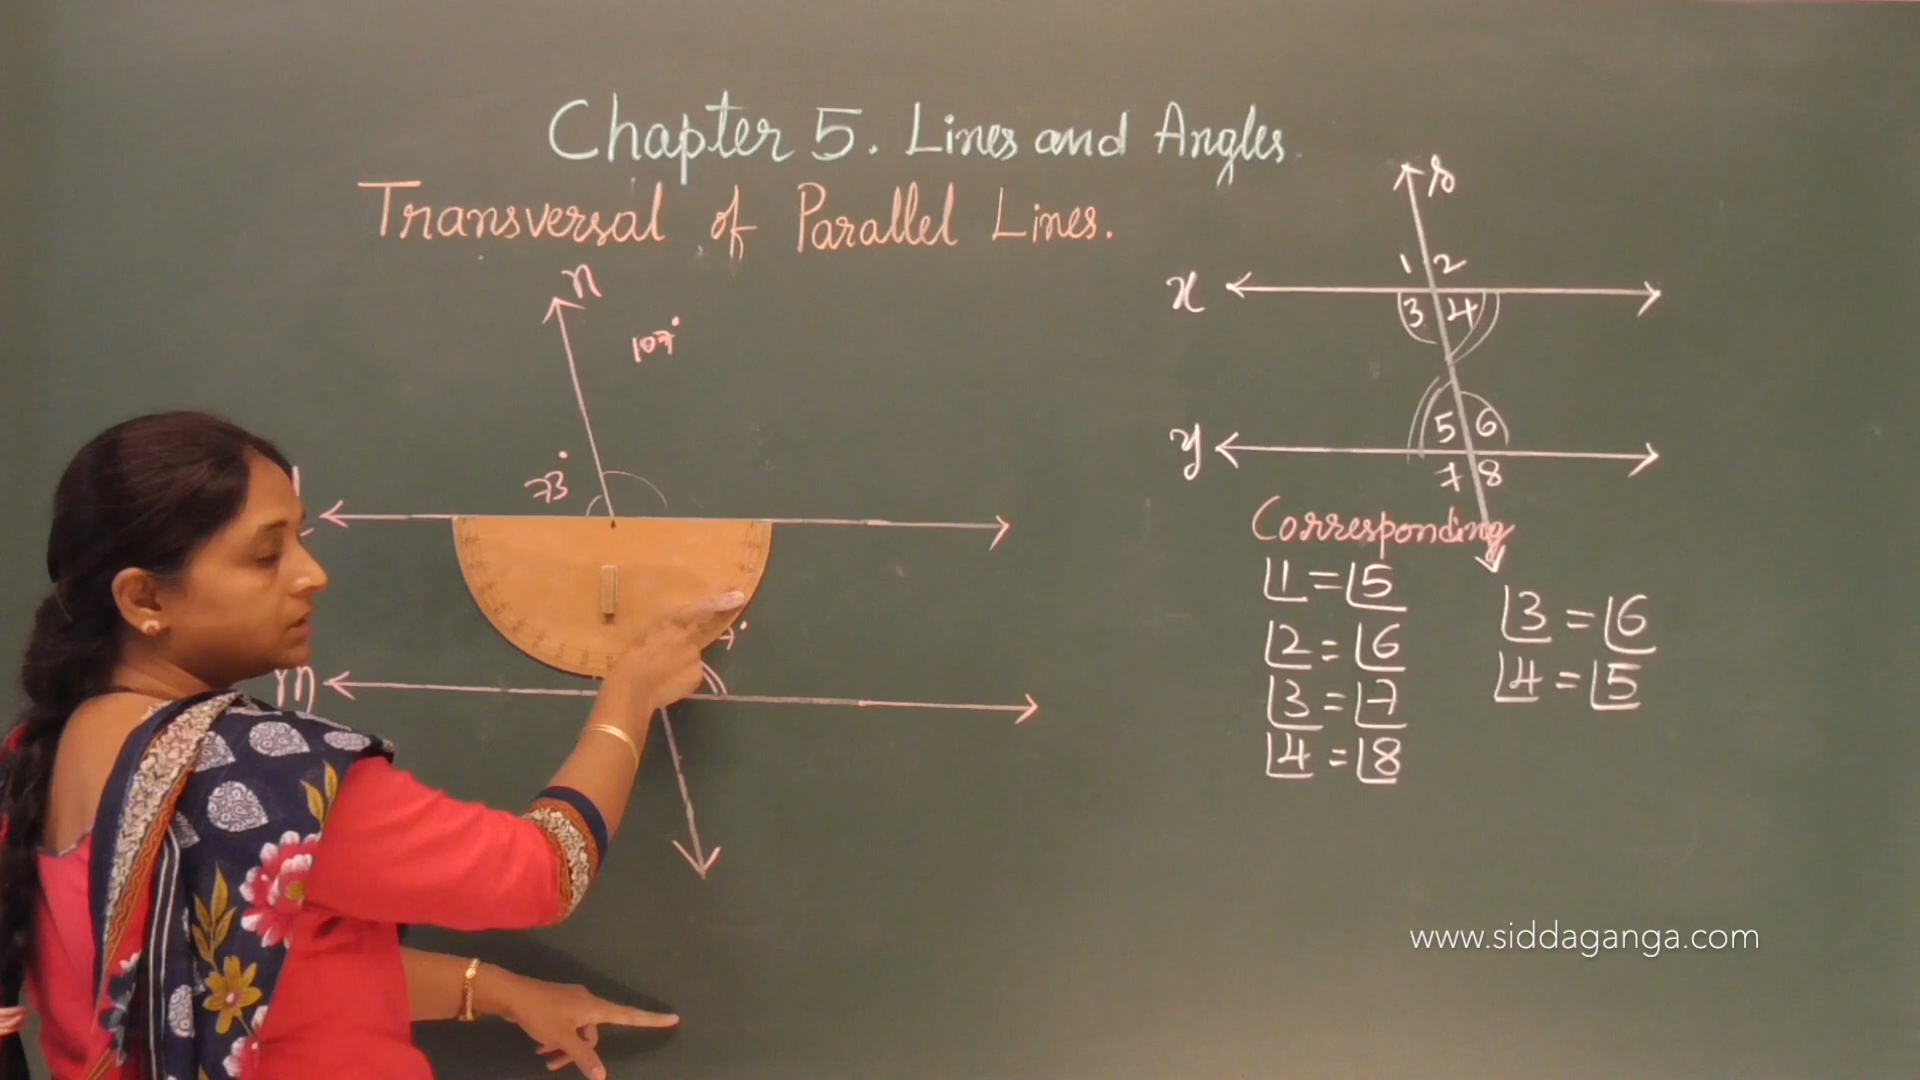 Chapter 5. Lines and Angles.
Transversal of Parallel Lines.
n
107°
73°
7°
l
m
s
1 2
x
3 4
5 6
y
7 8
Corresponding
∠1 = ∠5
∠2 = ∠6
∠3 = ∠7
∠4 = ∠8
∠3 = ∠6
∠4 = ∠5
www.siddaganga.com